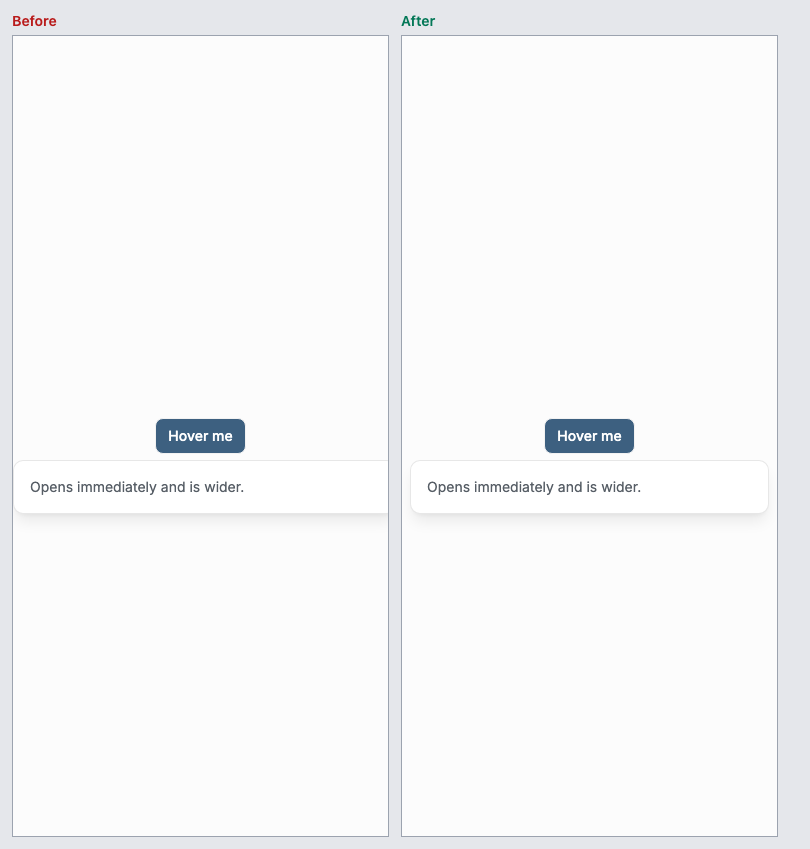 Before
After
Hover me
Opens immediately and is wider.
Hover me
Opens immediately and is wider.